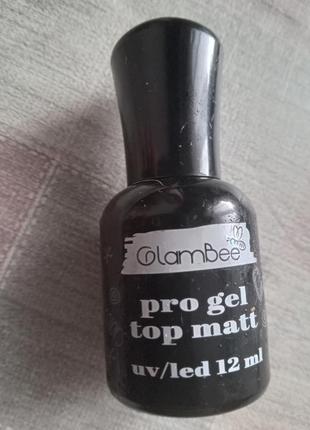 GlamBee
pro gel
top matt
uv/led 12 ml